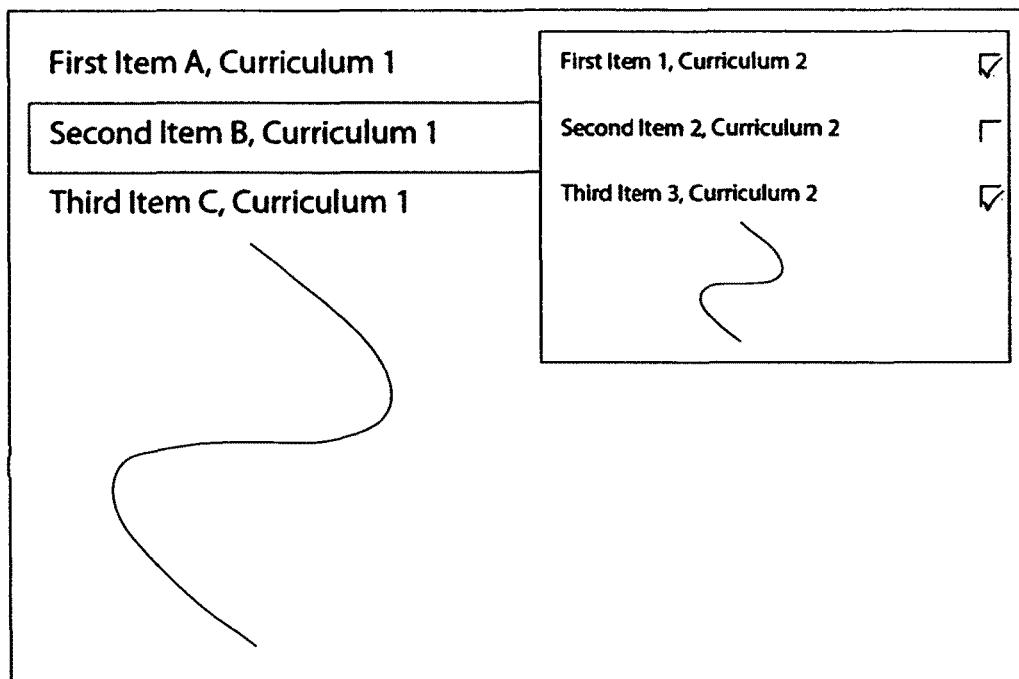 First Item A, Curriculum 1
Second Item B, Curriculum 1
Third Item C, Curriculum 1
First Item 1, Curriculum 2
Second Item 2, Curriculum 2
Third Item 3, Curriculum 2